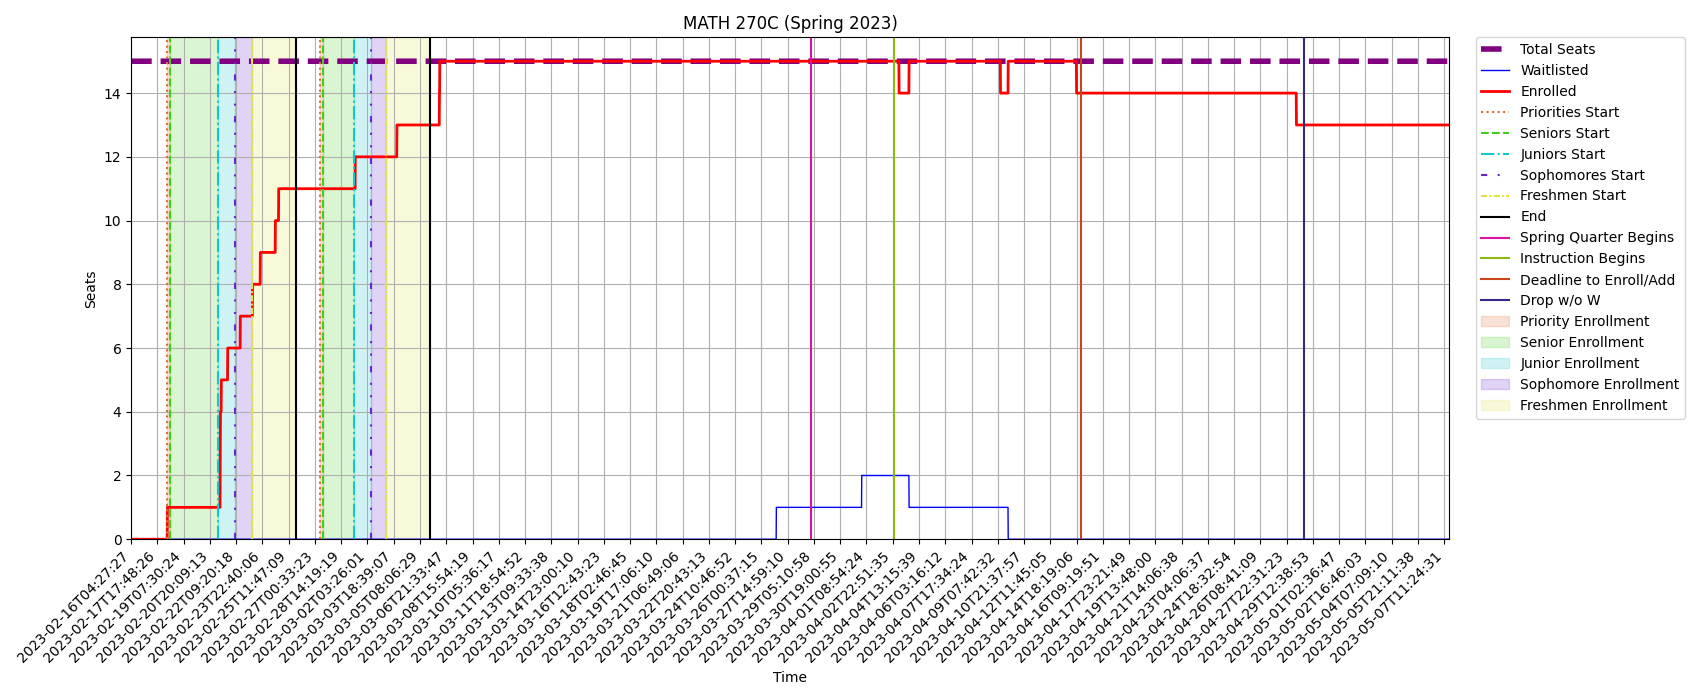 MATH 270C (Spring 2023)
Seats
14
12
10
8
6
4
2
0
2023-02-16T04:27:27
2023-02-17T17:48:26
2023-02-19T07:30:24
2023-02-20T20:09:13
2023-02-22T09:20:18
2023-02-23T22:40:06
2023-02-25T11:47:09
2023-02-27T00:33:23
2023-02-28T14:19:19
2023-03-02T03:26:01
2023-03-03T18:39:07
2023-03-05T08:06:29
2023-03-06T21:33:47
2023-03-08T15:54:19
2023-03-10T05:36:17
2023-03-11T18:54:52
2023-03-13T09:33:38
2023-03-14T23:00:10
2023-03-16T12:43:23
2023-03-18T02:46:45
2023-03-19T17:06:10
2023-03-21T06:49:06
2023-03-22T20:43:13
2023-03-24T10:46:52
2023-03-26T00:37:15
2023-03-27T14:59:10
2023-03-29T05:10:58
2023-03-30T19:00:55
2023-04-01T08:54:24
2023-04-02T22:51:35
2023-04-04T13:15:39
2023-04-06T03:16:12
2023-04-07T17:34:24
2023-04-09T07:42:32
2023-04-10T21:37:57
2023-04-12T11:45:05
2023-04-14T18:19:06
2023-04-16T09:19:51
2023-04-17T23:21:49
2023-04-19T13:48:00
2023-04-21T14:06:38
2023-04-23T04:06:37
2023-04-24T18:32:54
2023-04-26T08:41:09
2023-04-27T22:31:23
2023-04-29T12:38:53
2023-05-01T02:36:47
2023-05-02T16:46:03
2023-05-04T07:09:10
2023-05-05T21:11:38
2023-05-07T11:24:31
Time
Total Seats
Waitlisted
Enrolled
Priorities Start
Seniors Start
Juniors Start
Sophomores Start
Freshmen Start
End
Spring Quarter Begins
Instruction Begins
Deadline to Enroll/Add
Drop w/o W
Priority Enrollment
Senior Enrollment
Junior Enrollment
Sophomore Enrollment
Freshmen Enrollment